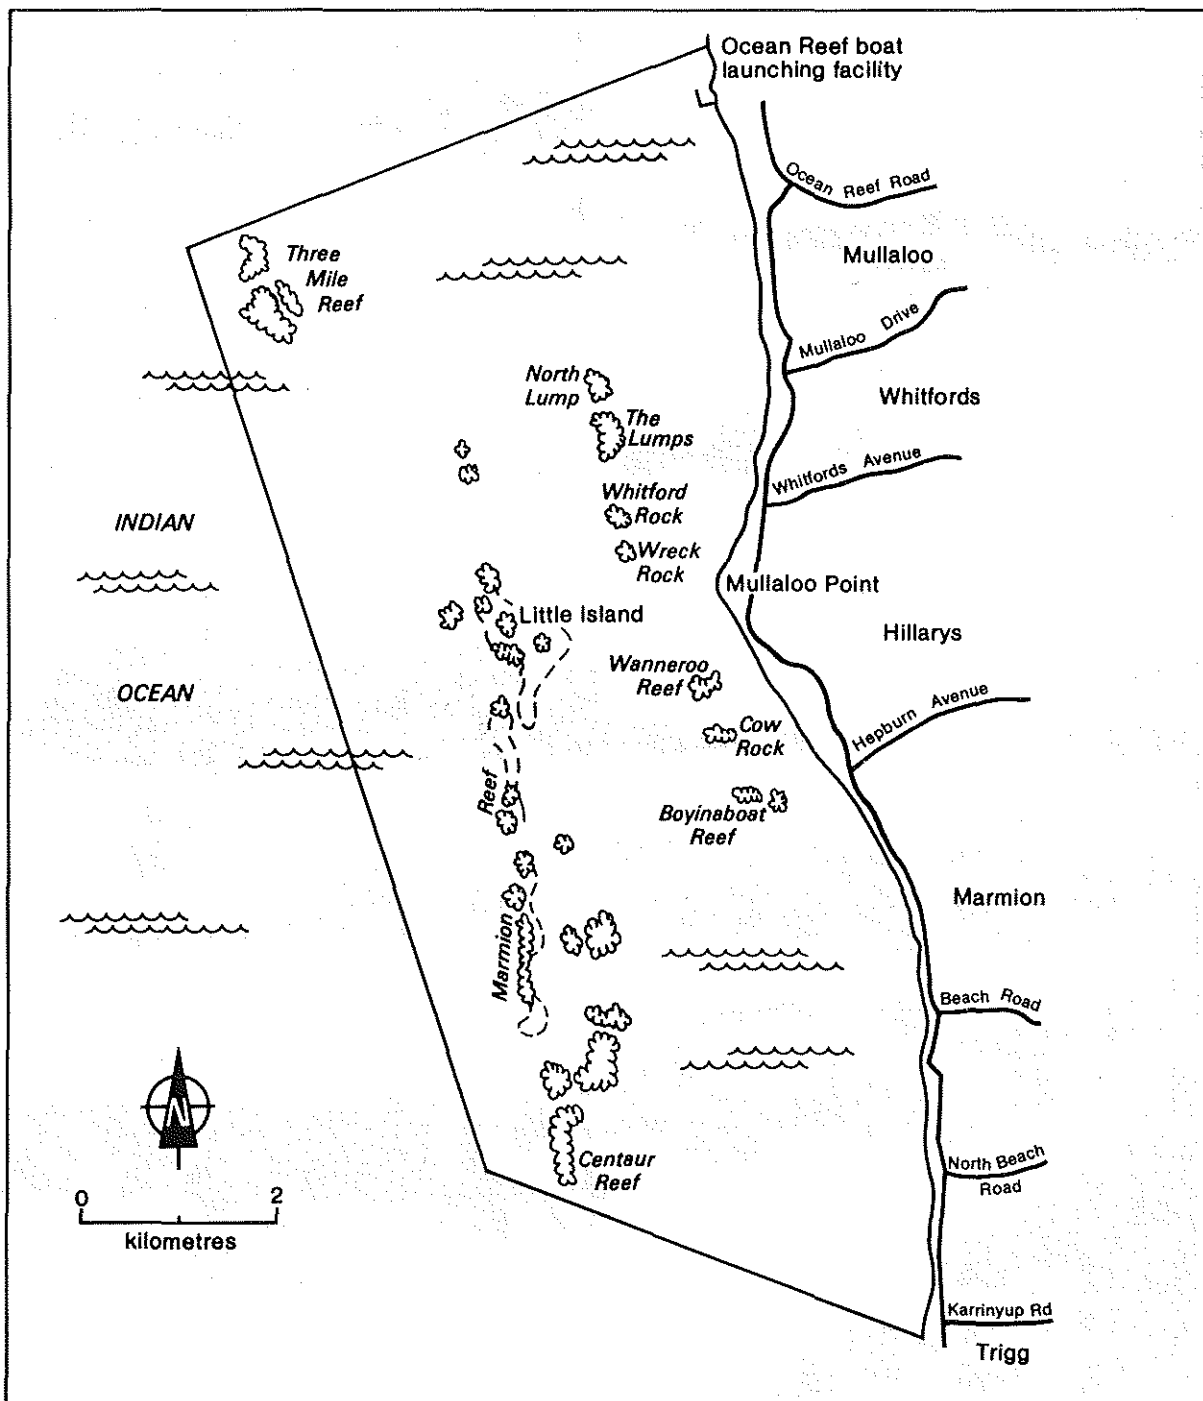 Ocean Reef boat
launching facility
Ocean Reef Road
Mullaloo
Three
Mile
Reef
Mullaloo Drive
North
Lump
Whitfords
The
Lumps
Whitfords Avenue
Whitford
Rock
INDIAN
Wreck
Rock
Mullaloo Point
Little Island
Hillarys
Wanneroo
Reef
OCEAN
Hepburn Avenue
Cow
Rock
Reef
Boyinaboat
Reef
Marmion
Marmion
Beach Road
N
Centaur
Reef
North Beach
Road
0 2
kilometres
Karrinyup Rd
Trigg